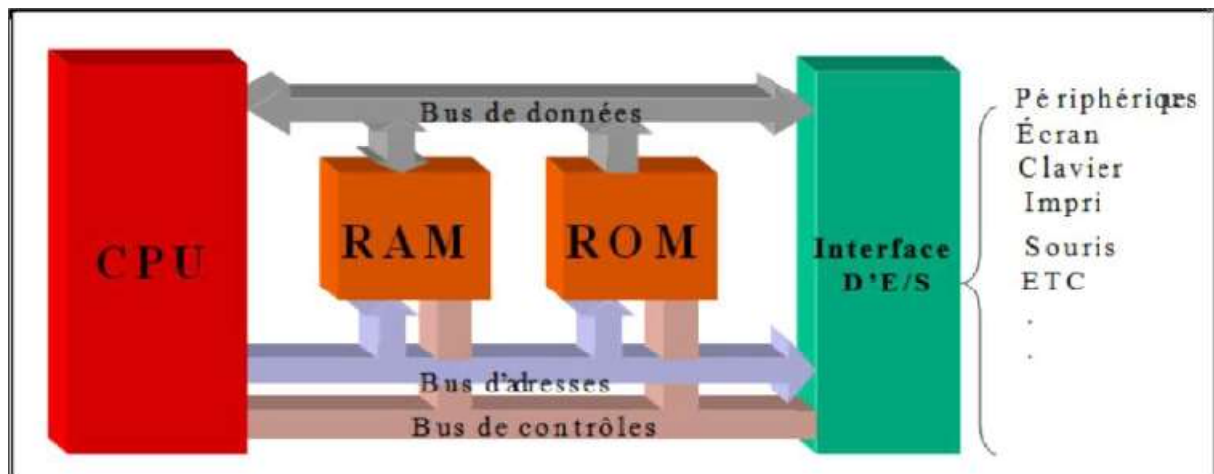 Bus de données
CPU
RAM
ROM
Interface
D'E/S
Bus d'adresses
Bus de contrôles
Périphériques
Écran
Clavier
Impri
Souris
ETC
.
.